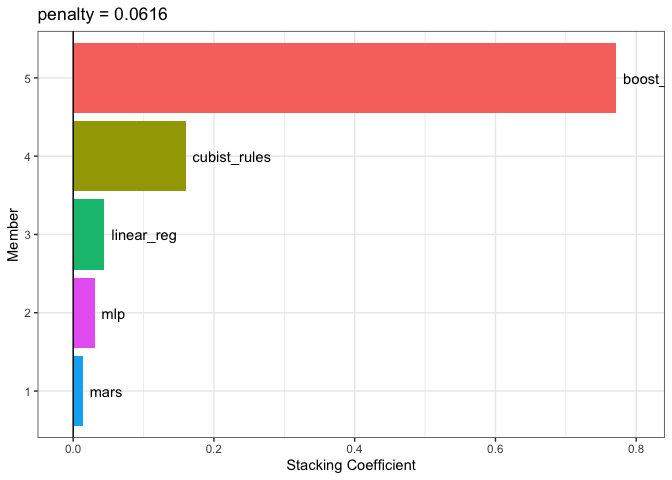 penalty = 0.0616
5
boost_
4
cubist_rules
Member
3
linear_reg
2
mlp
1
mars
0.0 0.2 0.4 0.6 0.8
Stacking Coefficient